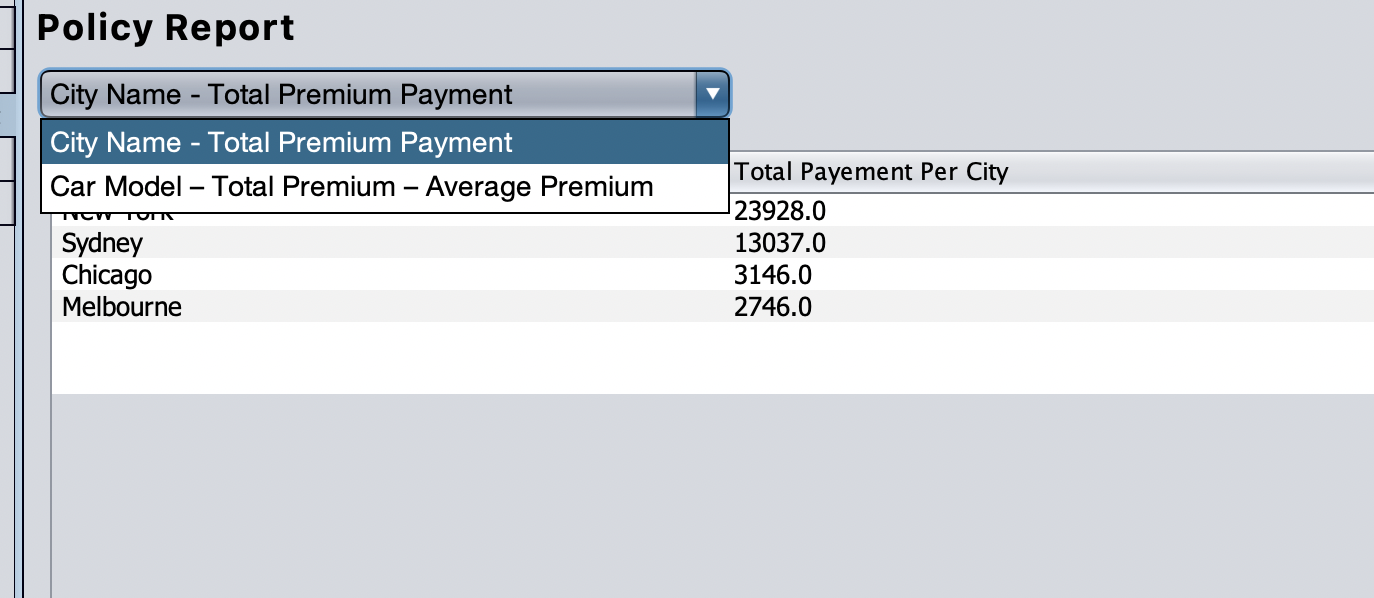 Policy Report
City Name - Total Premium Payment
City Name - Total Premium Payment
Car Model – Total Premium – Average Premium
Total Payement Per City
New York 23928.0
Sydney 13037.0
Chicago 3146.0
Melbourne 2746.0